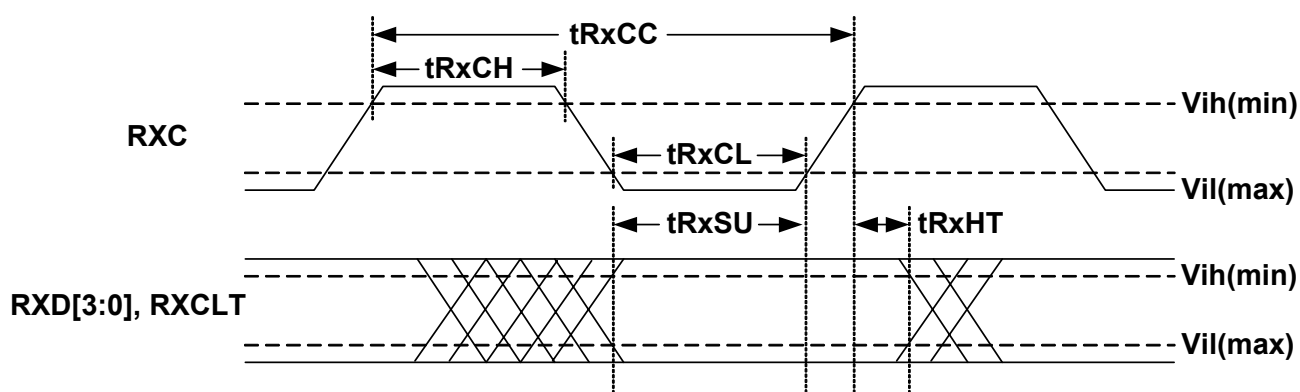 tRxCC
tRxCH
Vih(min)
RXC
tRxCL
Vil(max)
tRxSU
tRxHT
Vih(min)
RXD[3:0], RXCLT
Vil(max)